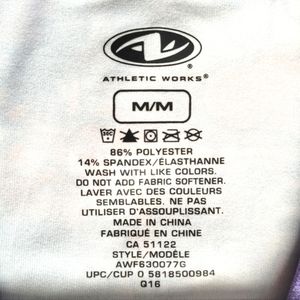 ATHLETIC WORKS®
M/M
86% POLYESTER
14% SPANDEX/ÉLASTHANNE
WASH WITH LIKE COLORS.
DO NOT ADD FABRIC SOFTENER.
LAVER AVEC DES COULEURS
SEMBLABLES. NE PAS
UTILISER D'ASSOUPLISSANT.
MADE IN CHINA
FABRIQUÉ EN CHINE
CA 51122
STYLE/MODÈLE
AWF630077G
UPC/CUP 0 5818500984
Q16